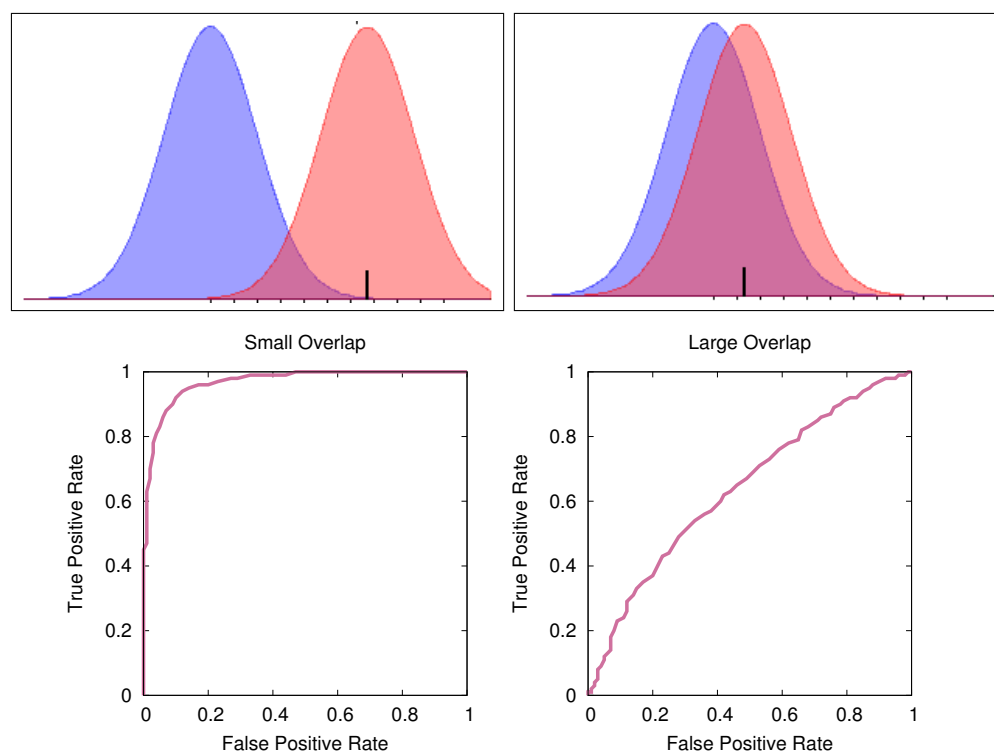 Small Overlap
Large Overlap
1
0.8
0.6
0.4
0.2
0
True Positive Rate
0 0.2 0.4 0.6 0.8 1
False Positive Rate
1
0.8
0.6
0.4
0.2
0
True Positive Rate
0 0.2 0.4 0.6 0.8 1
False Positive Rate